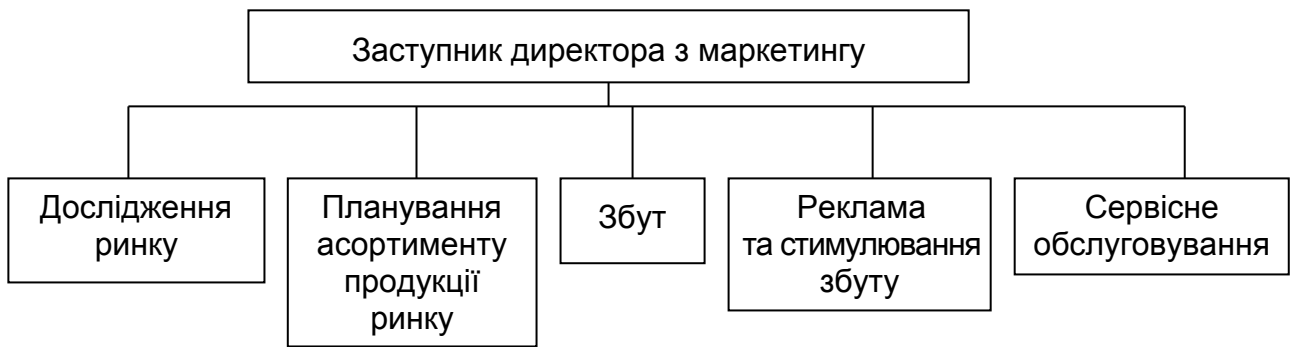 Заступник директора з маркетингу
Дослідження
ринку
Планування
асортименту
продукції
ринку
Збут
Реклама
та стимулювання
збуту
Сервісне
обслуговування